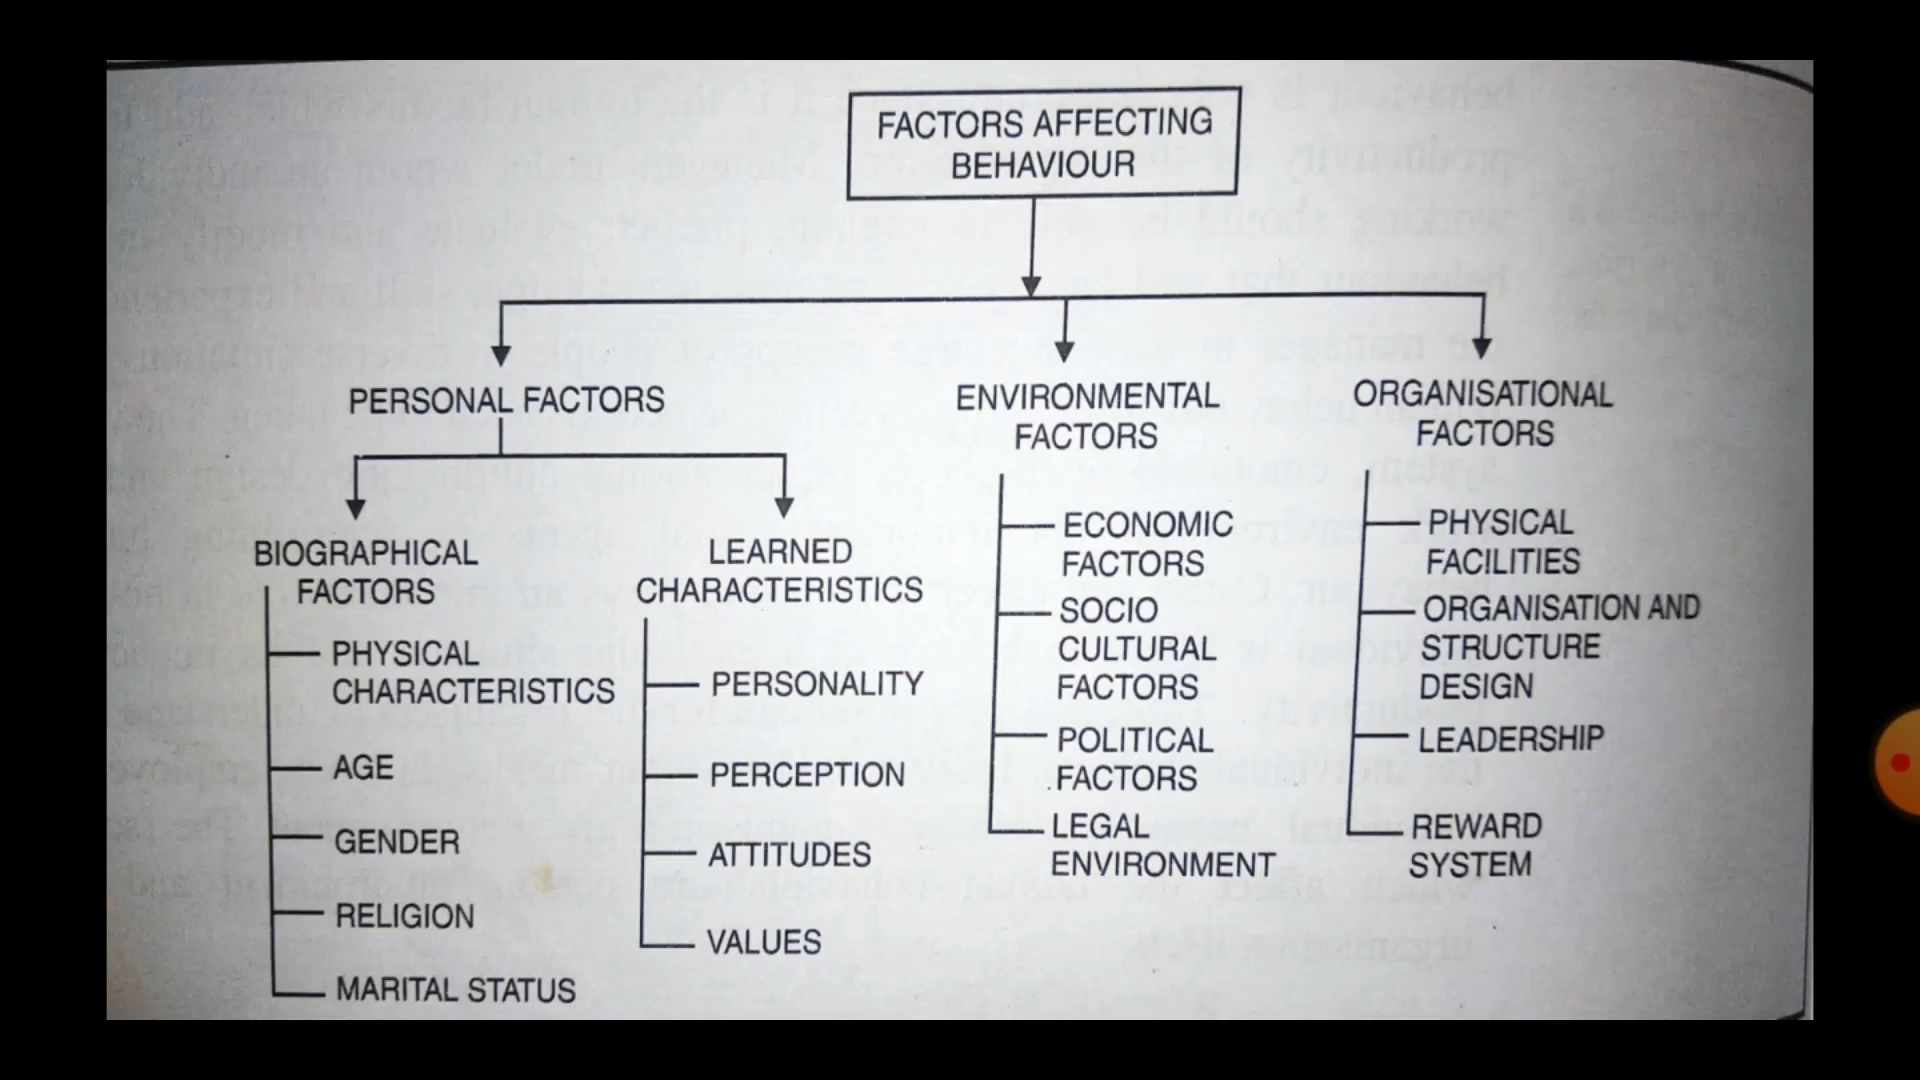 FACTORS AFFECTING
BEHAVIOUR
PERSONAL FACTORS
ENVIRONMENTAL
FACTORS
ORGANISATIONAL
FACTORS
BIOGRAPHICAL
FACTORS
PHYSICAL
CHARACTERISTICS
AGE
GENDER
RELIGION
MARITAL STATUS
LEARNED
CHARACTERISTICS
PERSONALITY
PERCEPTION
ATTITUDES
VALUES
ECONOMIC
FACTORS
SOCIO
CULTURAL
FACTORS
POLITICAL
FACTORS
LEGAL
ENVIRONMENT
PHYSICAL
FACILITIES
ORGANISATION AND
STRUCTURE
DESIGN
LEADERSHIP
REWARD
SYSTEM